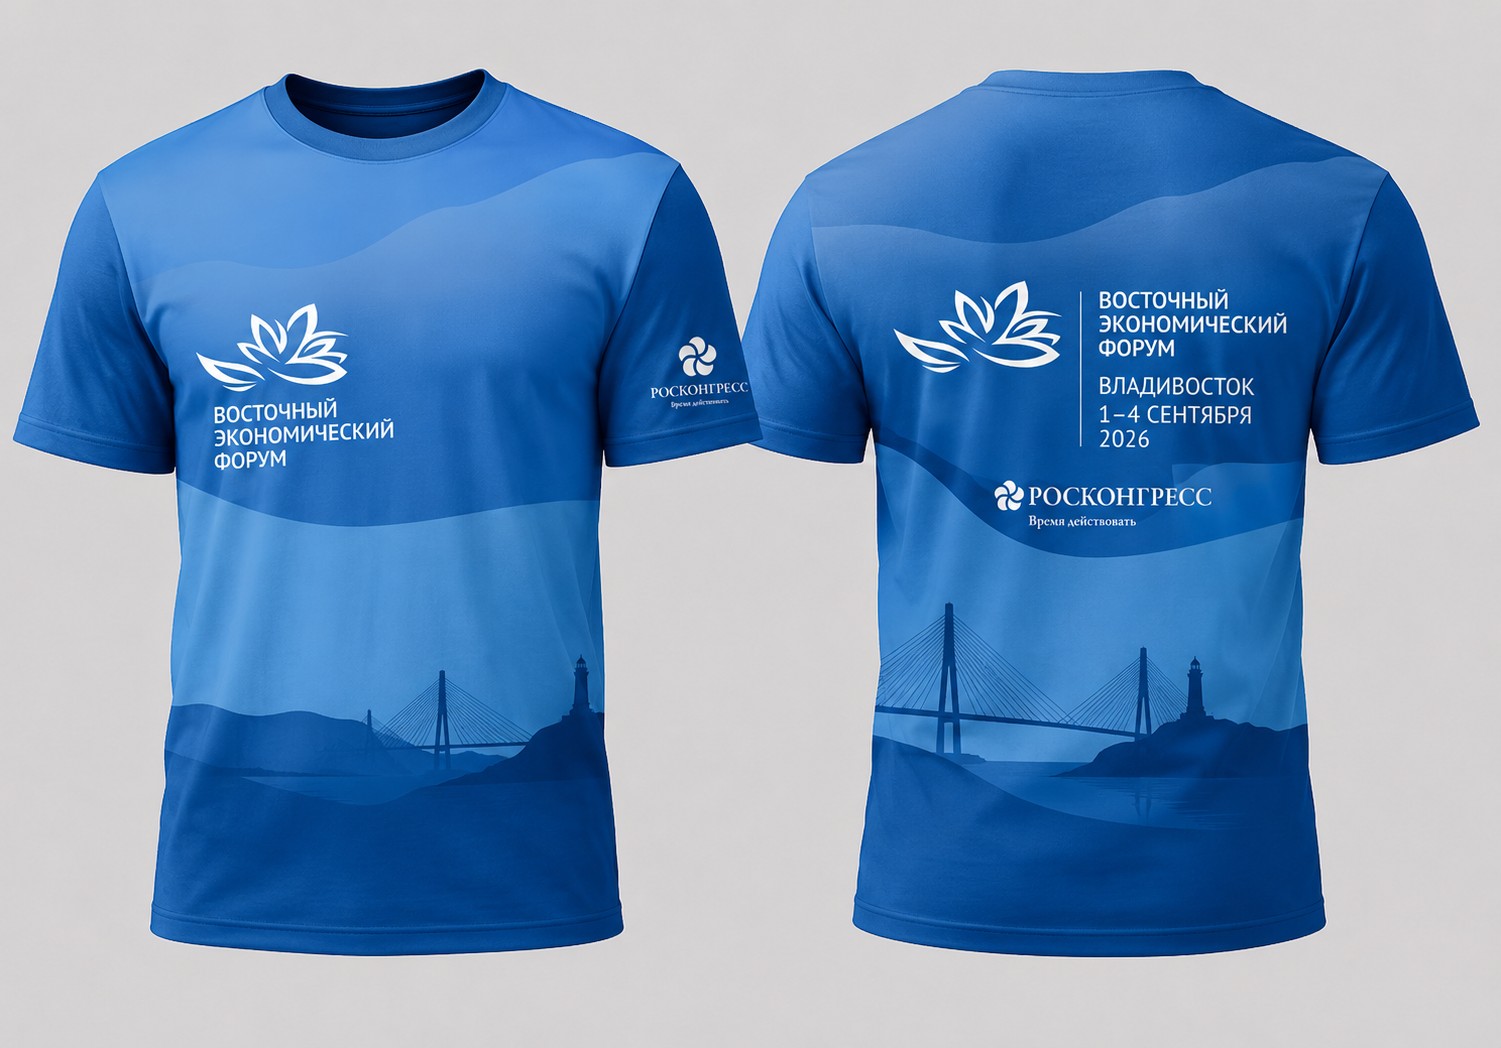 ВОСТОЧНЫЙ
ЭКОНОМИЧЕСКИЙ
ФОРУМ
РОСКОНГРЕСС
Время действовать
ВОСТОЧНЫЙ
ЭКОНОМИЧЕСКИЙ
ФОРУМ
ВЛАДИВОСТОК
1–4 СЕНТЯБРЯ
2026
РОСКОНГРЕСС
Время действовать